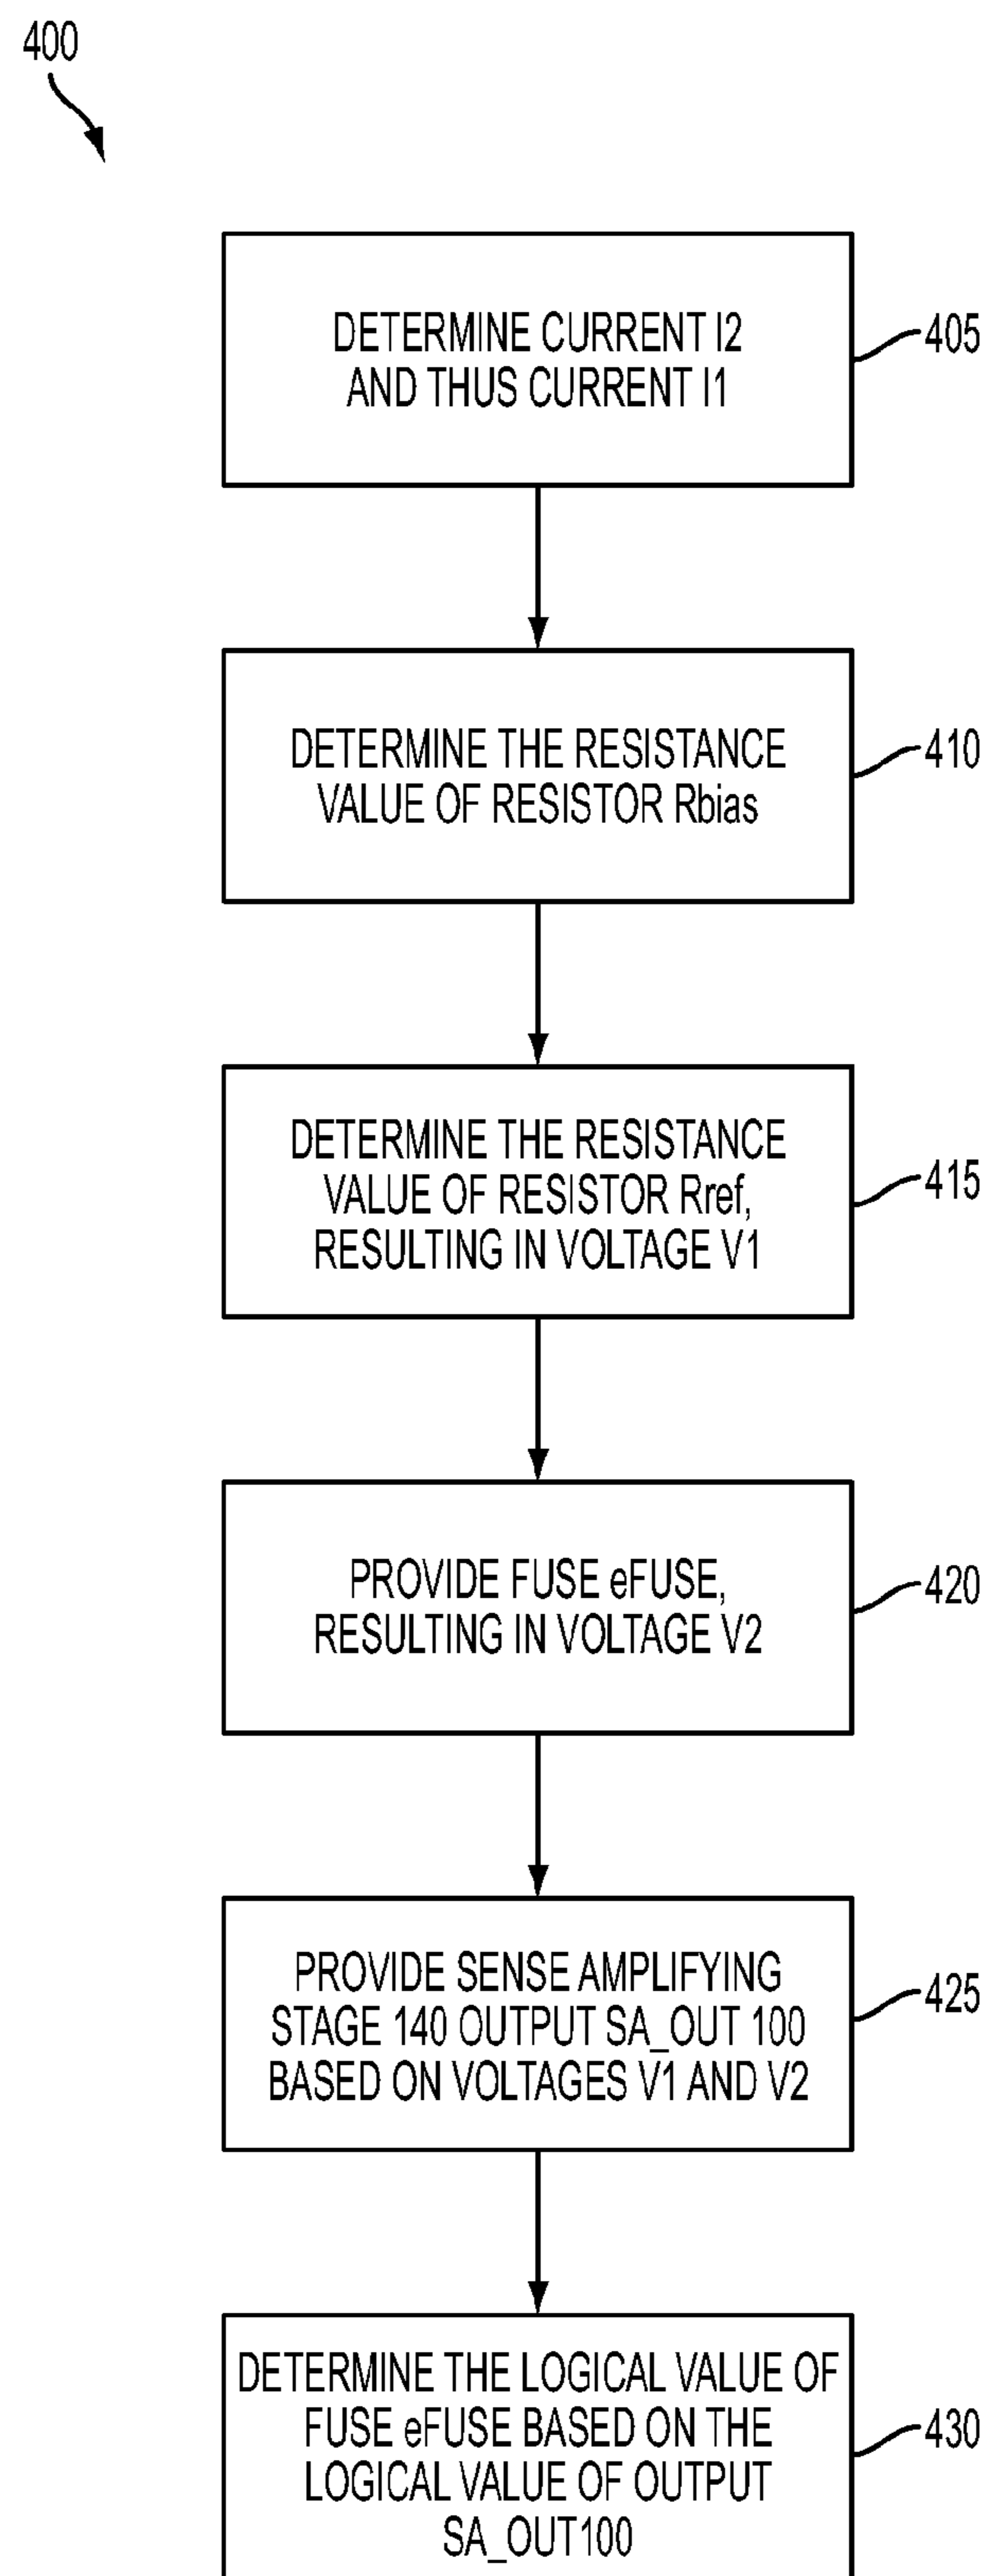 400
DETERMINE CURRENT I2
AND THUS CURRENT I1
405
DETERMINE THE RESISTANCE
VALUE OF RESISTOR Rbias
410
DETERMINE THE RESISTANCE
VALUE OF RESISTOR Rref,
RESULTING IN VOLTAGE V1
415
PROVIDE FUSE eFUSE,
RESULTING IN VOLTAGE V2
420
PROVIDE SENSE AMPLIFYING
STAGE 140 OUTPUT SA_OUT 100
BASED ON VOLTAGES V1 AND V2
425
DETERMINE THE LOGICAL VALUE OF
FUSE eFUSE BASED ON THE
LOGICAL VALUE OF OUTPUT
SA_OUT100
430